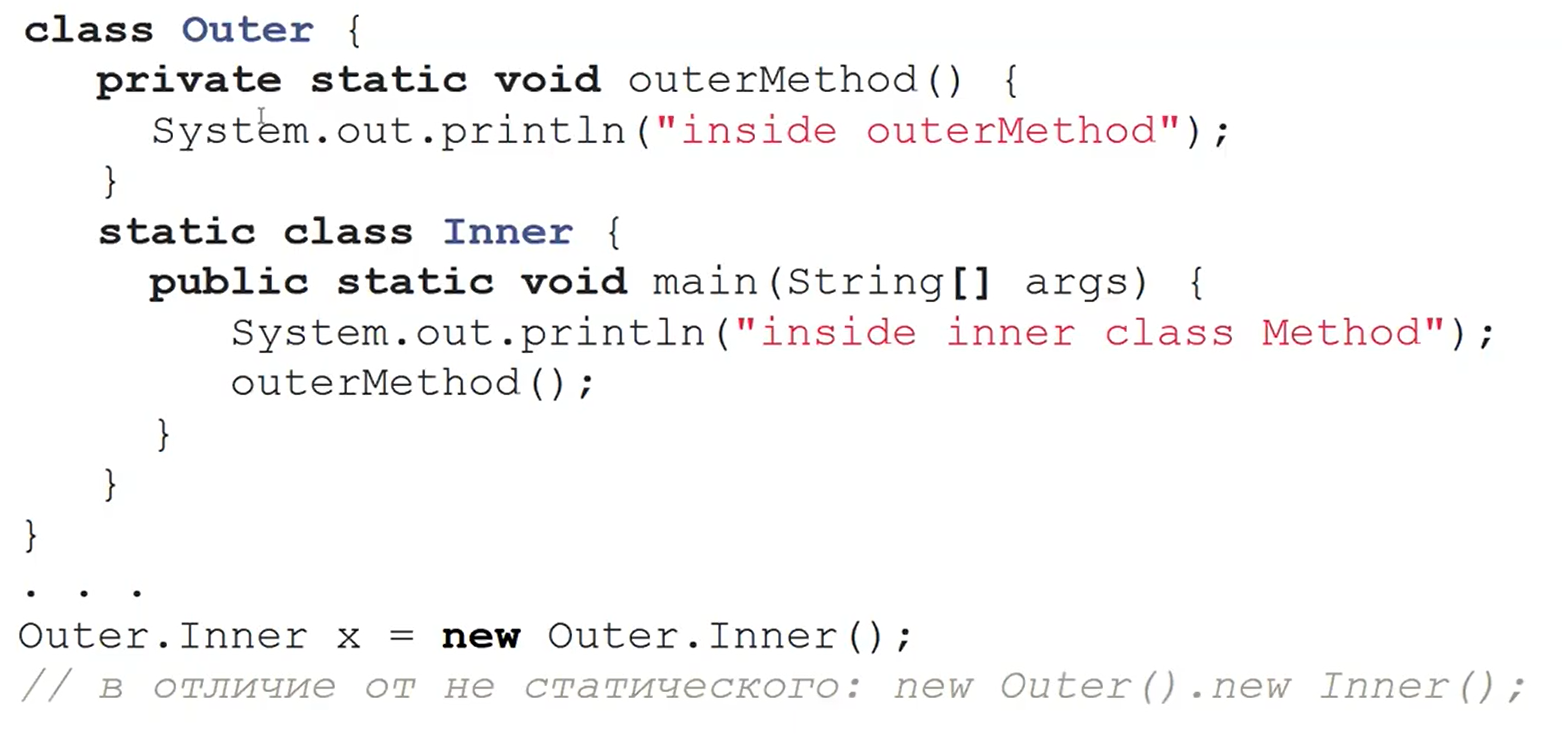 class Outer {
private static void outerMethod() {
System.out.println("inside outerMethod");
}
static class Inner {
public static void main(String[] args) {
System.out.println("inside inner class Method");
outerMethod();
}
}
}
. . .
Outer.Inner x = new Outer.Inner();
// в отличие от не статического: new Outer().new Inner();